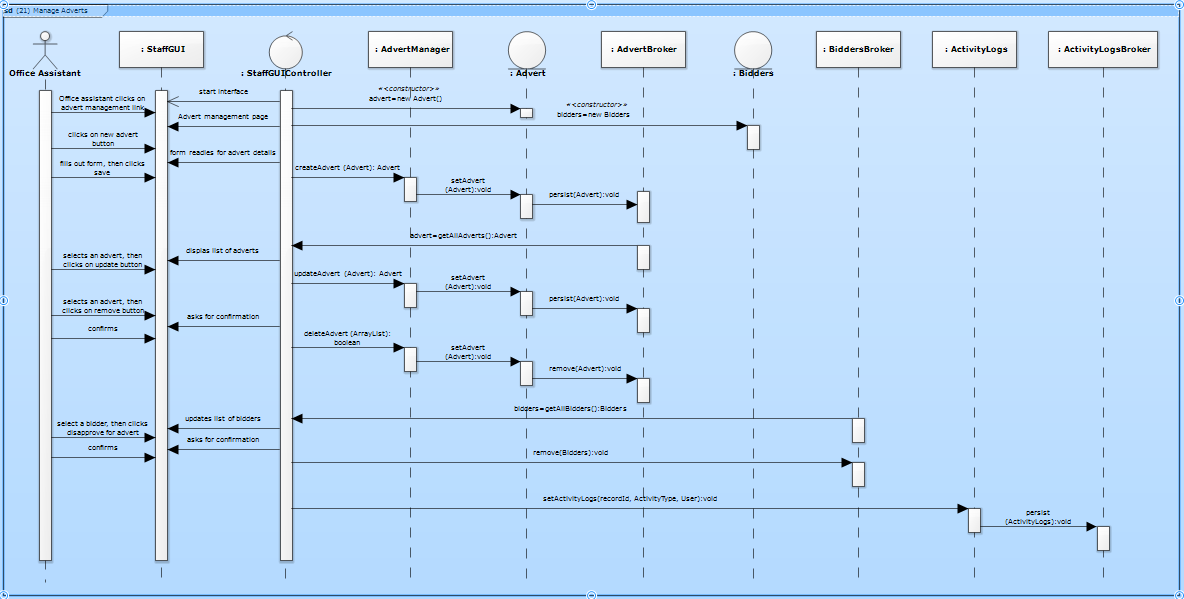 sd (21) Manage Adverts
Office Assistant
: StaffGUI
: StaffGUIController
: AdvertManager
: Advert
: AdvertBroker
: Bidders
: BiddersBroker
: ActivityLogs
: ActivityLogsBroker
start interface
«<constructor>»
advert=new Advert()
Office assistant clicks on
advert management link
«<constructor>»
bidders=new Bidders
Advert management page
clicks on new advert
button
form readies for advert details
fills out form, then clicks
save
createAdvert (Advert): Advert
setAdvert
(Advert):void
persist(Advert):void
advert=getAllAdverts():Advert
display list of adverts
selects an advert, then
clicks on update button
updateAdvert (Advert): Advert
setAdvert
(Advert):void
persist(Advert):void
selects an advert, then
clicks on remove button
asks for confirmation
confirms
deleteAdvert (ArrayList):
boolean
setAdvert
(Advert):void
remove(Advert):void
bidders=getAllBidders():Bidders
updates list of bidders
select a bidder, then clicks
disapprove for advert
asks for confirmation
confirms
remove(Bidders):void
setActivityLogs(recordId, ActivityType, User):void
persist
(ActivityLogs):void